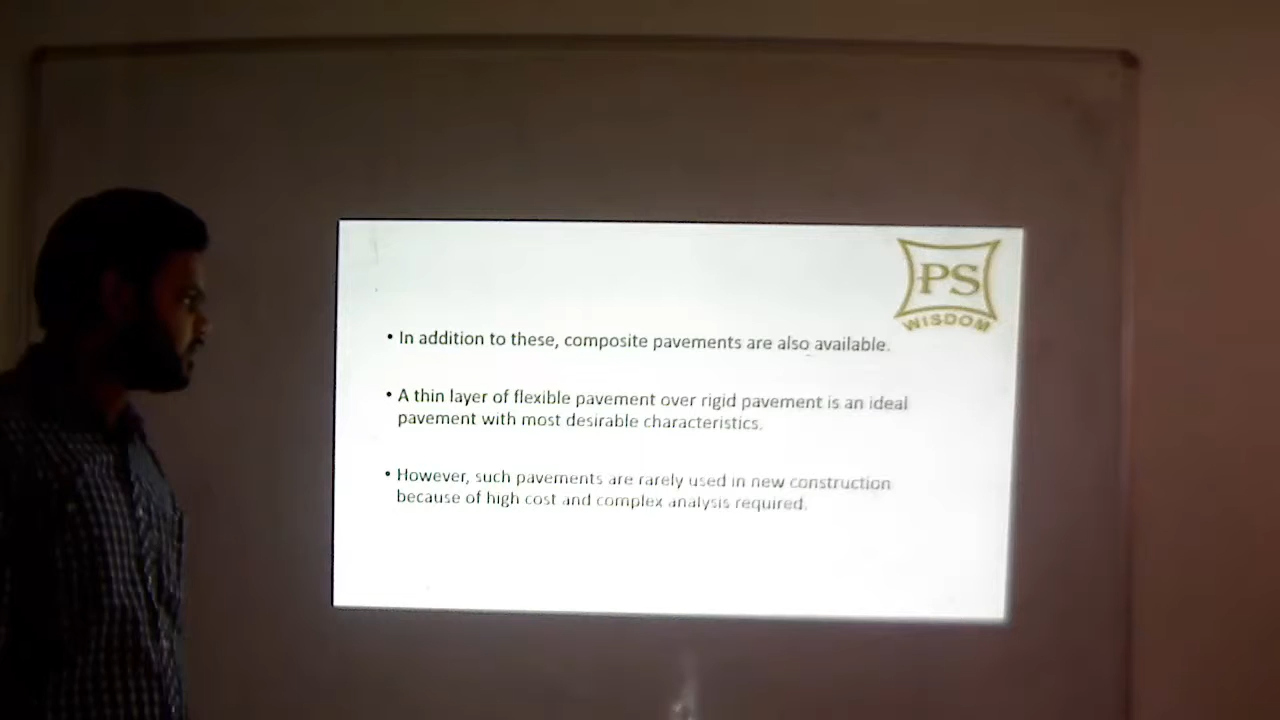 PS
WISDOM
• In addition to these, composite pavements are also available.
• A thin layer of flexible pavement over rigid pavement is an ideal
pavement with most desirable characteristics.
• However, such pavements are rarely used in new construction
because of high cost and complex analysis required.